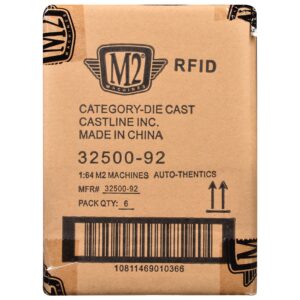 M2
MACHINES
RFID
CATEGORY-DIE CAST
CASTLINE INC.
MADE IN CHINA
32500-92
1:64 M2 MACHINES AUTO-THENTICS
MFR# 32500-92
PACK QTY: 6
10811469010366